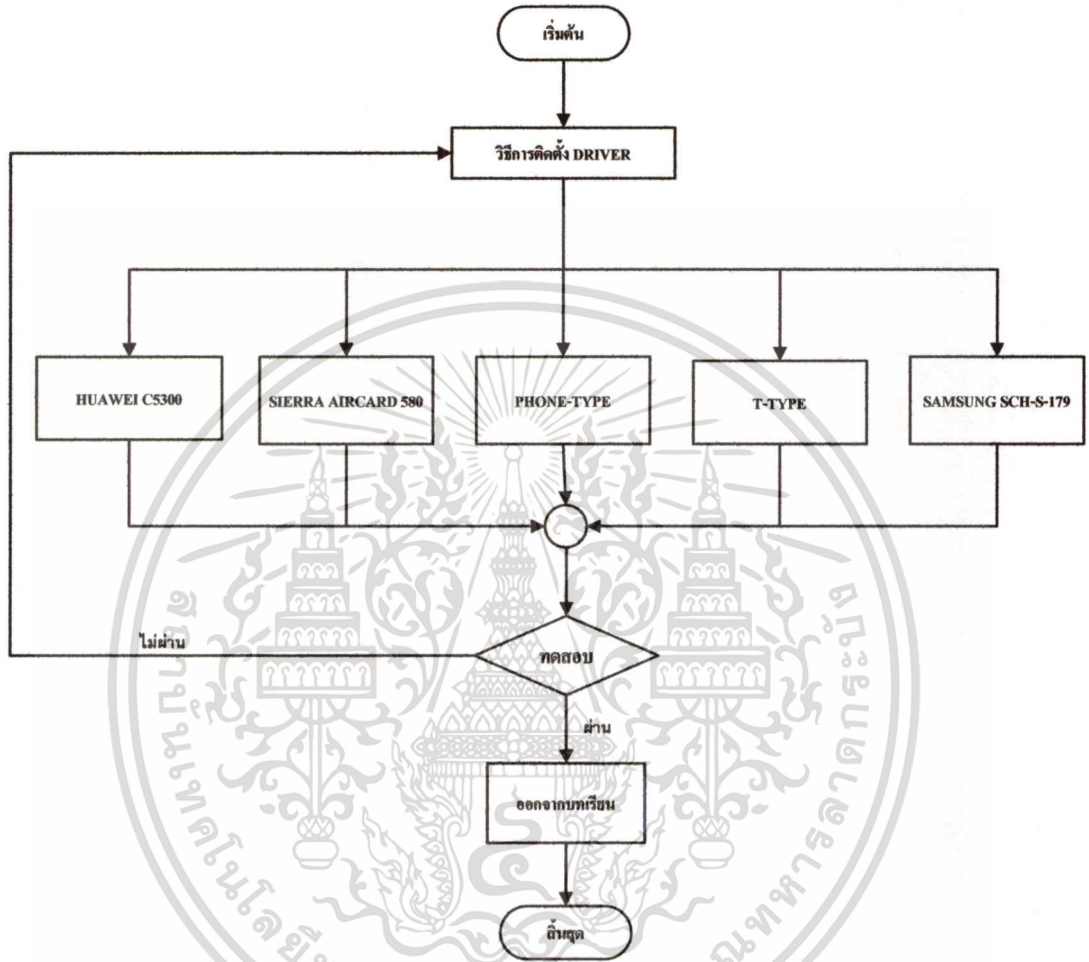 เริ่มต้น
วิธีการติดตั้ง DRIVER
HUAWEI C5300
SIERRA AIRCARD 580
PHONE-TYPE
T-TYPE
SAMSUNG SCH-S-179
ไม่ผ่าน
ทดสอบ
ผ่าน
ออกจากบทเรียน
สิ้นสุด